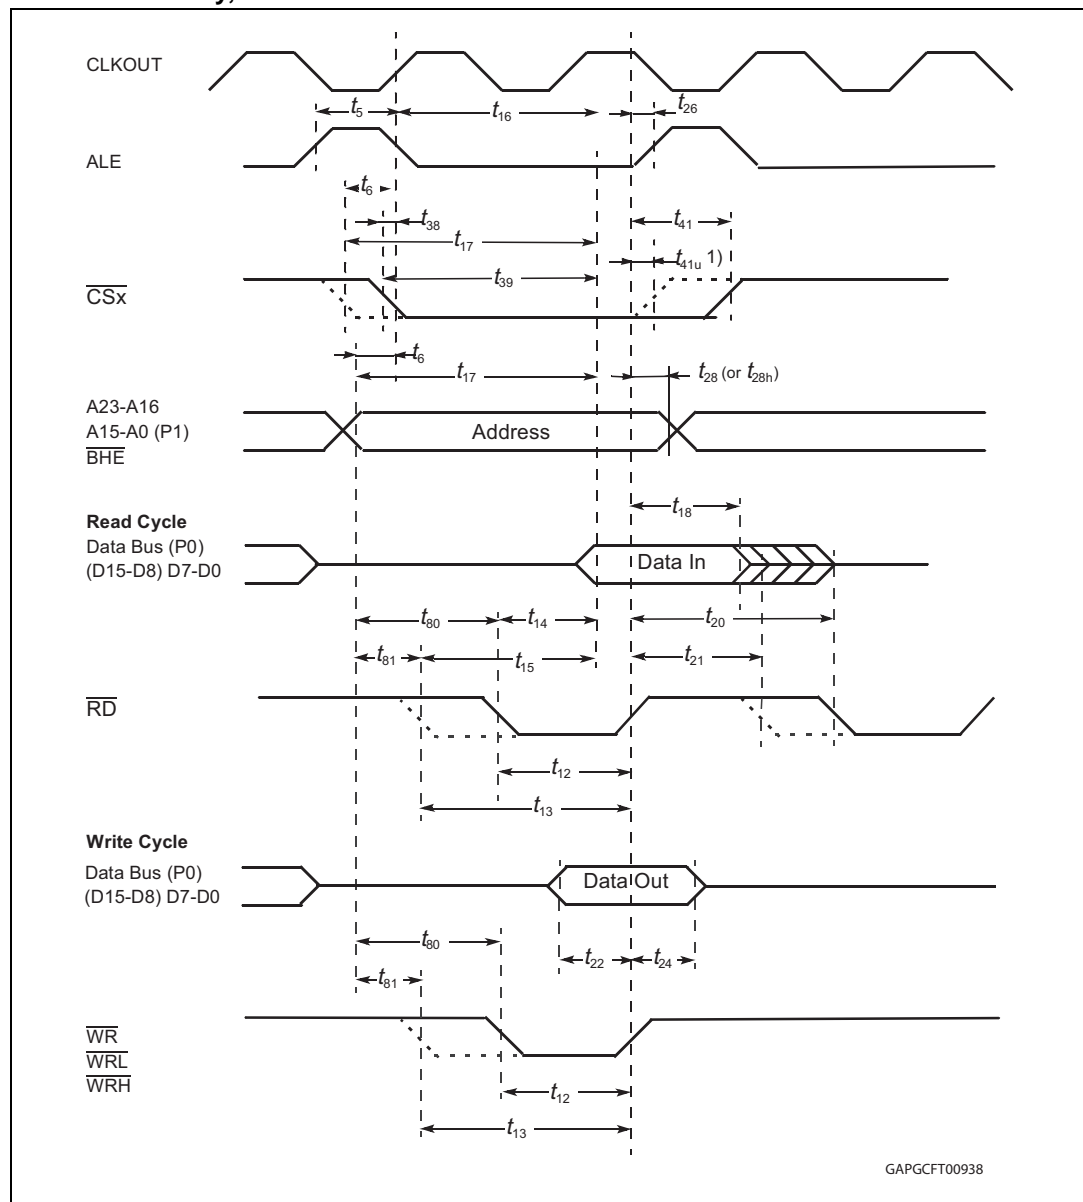 y,
CLKOUT
t5
t16
t26
ALE
t6
t38
t41
t17
t41u 1)
t39
CSx
t6
t17
t28 (or t28h)
A23-A16
A15-A0 (P1)
BHE
Address
t18
Read Cycle
Data Bus (P0)
(D15-D8) D7-D0
Data In
t80
t14
t20
t81
t15
t21
RD
t12
t13
Write Cycle
Data Bus (P0)
(D15-D8) D7-D0
Data Out
t80
t22
t24
t81
WR
WRL
WRH
t12
t13
GAPGCFT00938